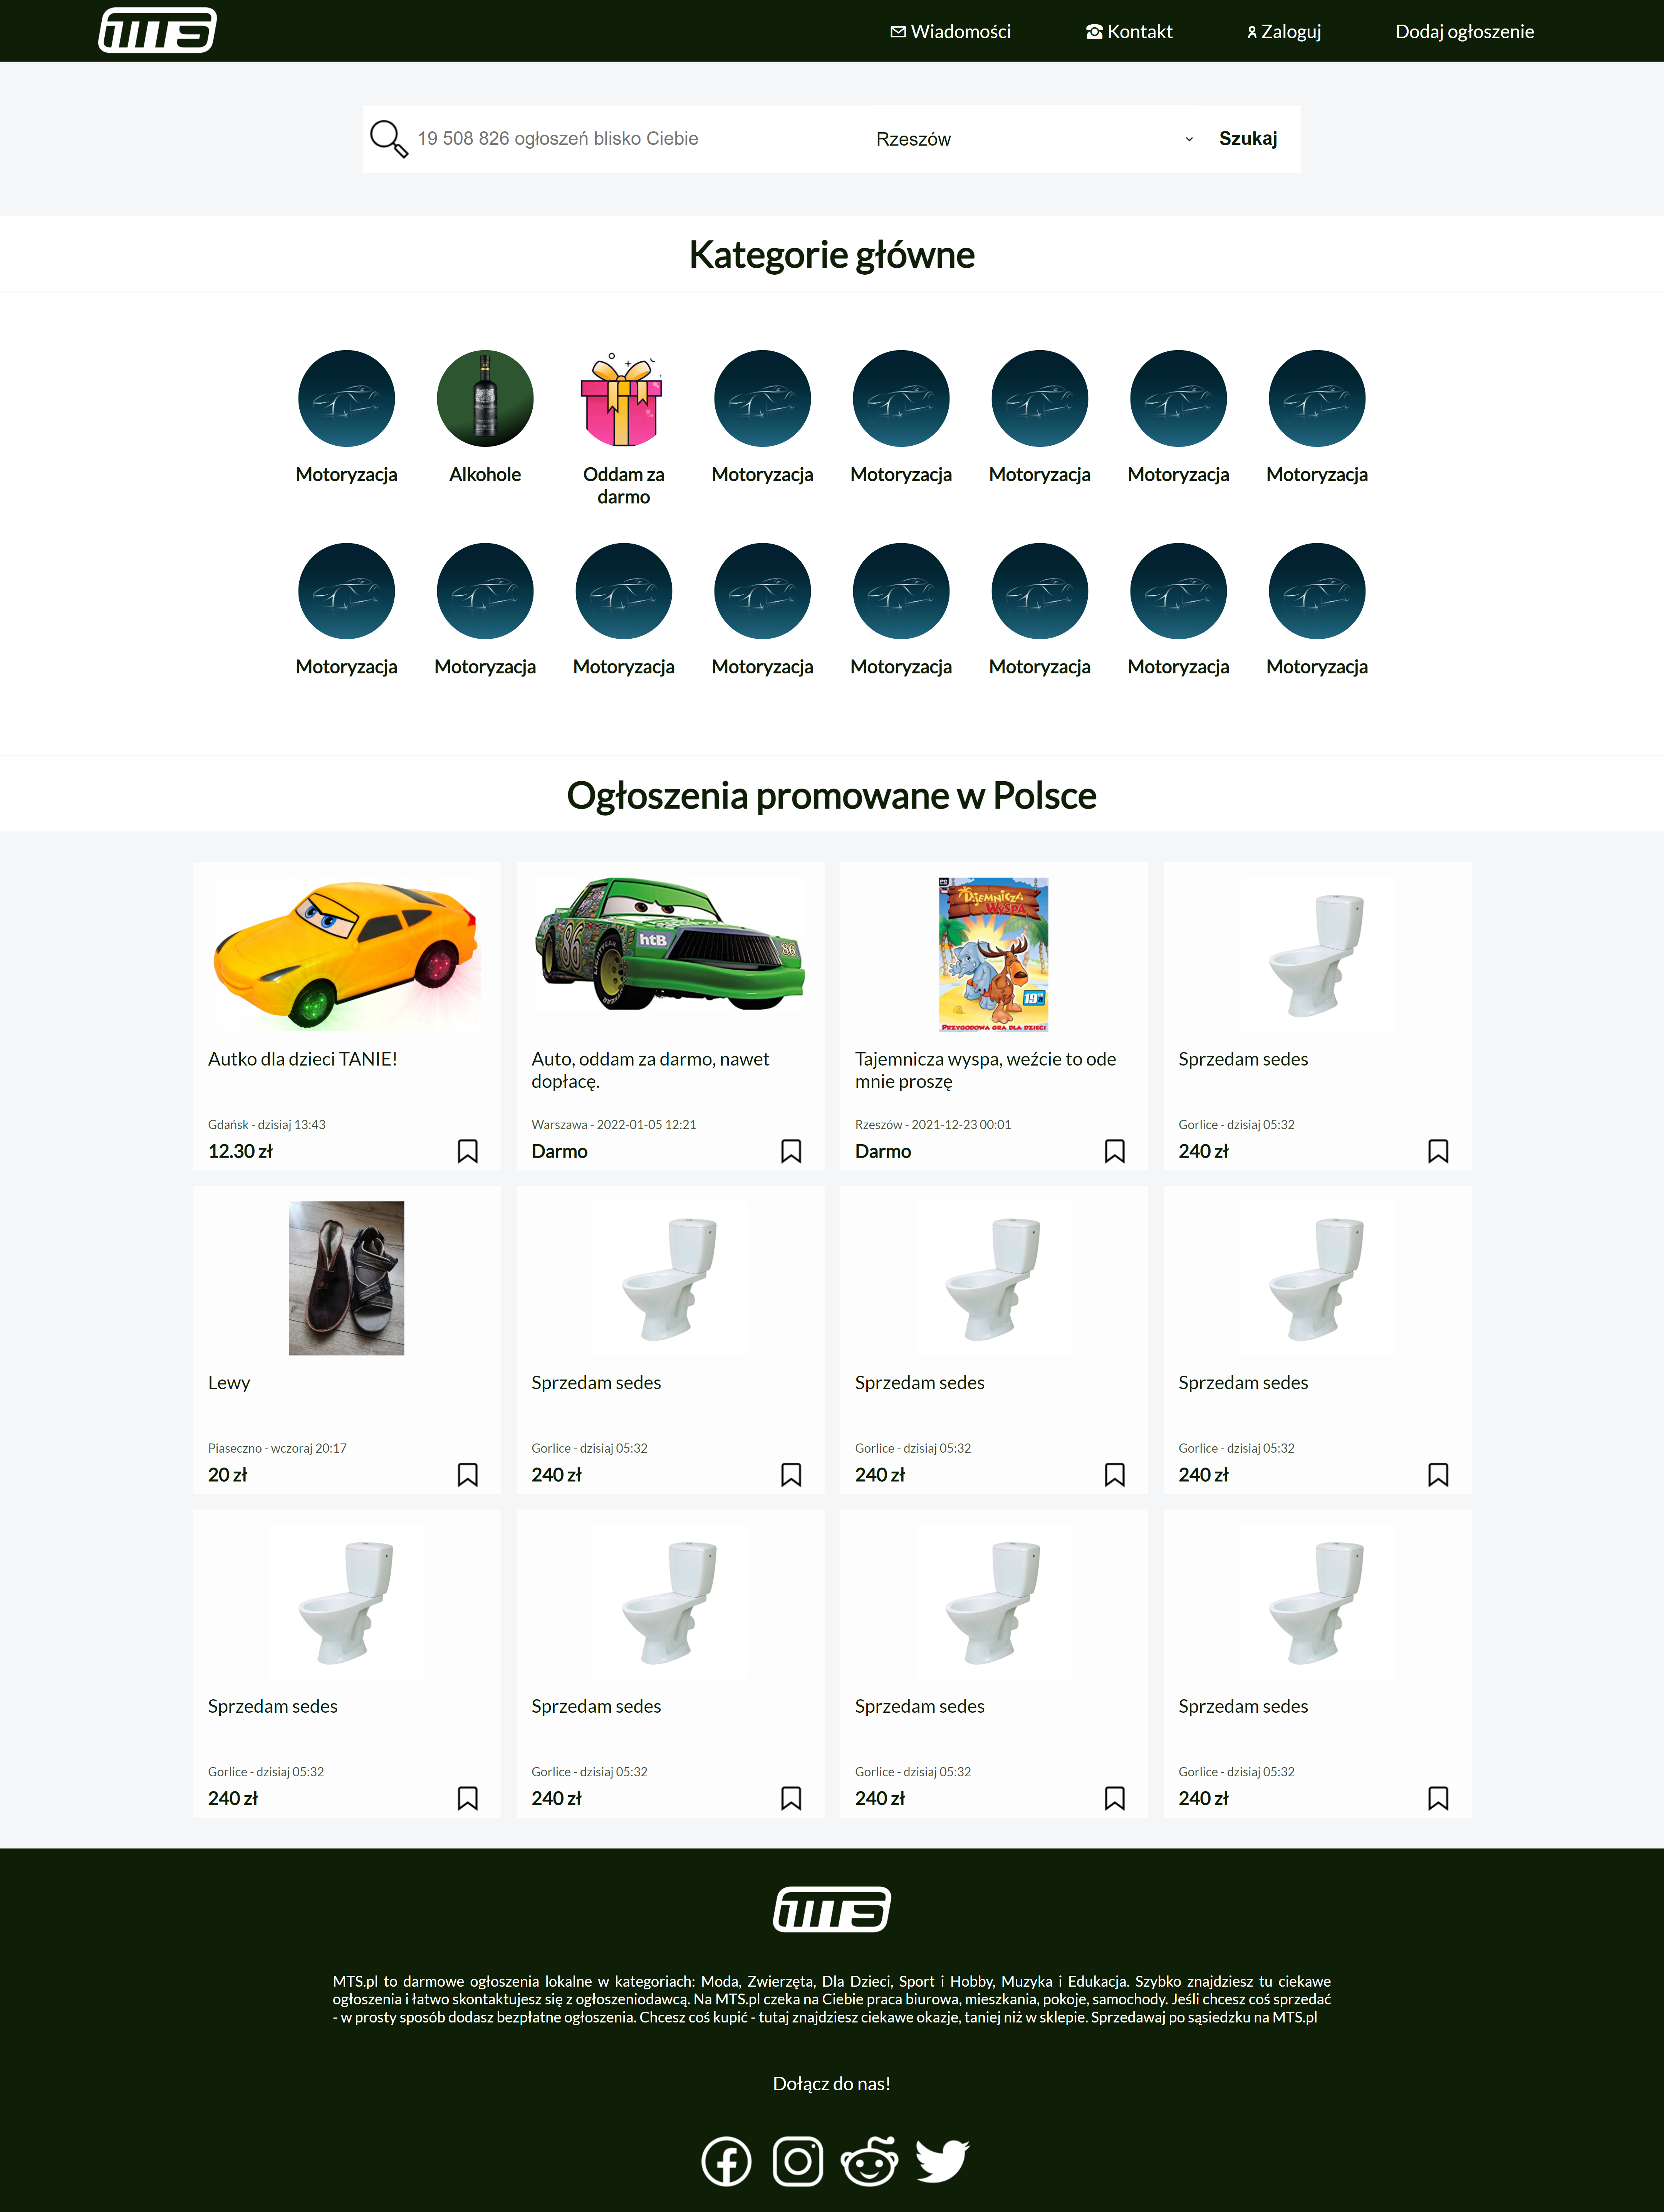 MTS
Wiadomości
Kontakt
Zaloguj
Dodaj ogłoszenie
19 508 826 ogłoszeń blisko Ciebie
Rzeszów
Szukaj
Kategorie główne
Motoryzacja
Alkohole
Oddam za
darmo
Motoryzacja
Motoryzacja
Motoryzacja
Motoryzacja
Motoryzacja
Motoryzacja
Motoryzacja
Motoryzacja
Motoryzacja
Motoryzacja
Motoryzacja
Motoryzacja
Motoryzacja
Ogłoszenia promowane w Polsce
Autko dla dzieci TANIE!
Gdańsk - dzisiaj 13:43
12.30 zł
86
htB
86
Auto, oddam za darmo, nawet
dopłacę.
Warszawa - 2022-01-05 12:21
Darmo
Tajemnicza
Wyspa
19
Przygodowa gra dla dzieci
Tajemnicza wyspa, weźcie to ode
mnie proszę
Rzeszów - 2021-12-23 00:01
Darmo
Sprzedam sedes
Gorlice - dzisiaj 05:32
240 zł
Lewy
Piaseczno - wczoraj 20:17
20 zł
Sprzedam sedes
Gorlice - dzisiaj 05:32
240 zł
Sprzedam sedes
Gorlice - dzisiaj 05:32
240 zł
Sprzedam sedes
Gorlice - dzisiaj 05:32
240 zł
Sprzedam sedes
Gorlice - dzisiaj 05:32
240 zł
Sprzedam sedes
Gorlice - dzisiaj 05:32
240 zł
Sprzedam sedes
Gorlice - dzisiaj 05:32
240 zł
Sprzedam sedes
Gorlice - dzisiaj 05:32
240 zł
MTS
MTS.pl to darmowe ogłoszenia lokalne w kategoriach: Moda, Zwierzęta, Dla Dzieci, Sport i Hobby, Muzyka i Edukacja. Szybko znajdziesz tu ciekawe
ogłoszenia i łatwo skontaktujesz się z ogłoszeniodawcą. Na MTS.pl czeka na Ciebie praca biurowa, mieszkania, pokoje, samochody. Jeśli chcesz coś sprzedać
- w prosty sposób dodasz bezpłatne ogłoszenia. Chcesz coś kupić - tutaj znajdziesz ciekawe okazje, taniej niż w sklepie. Sprzedawaj po sąsiedzku na MTS.pl
Dołącz do nas!